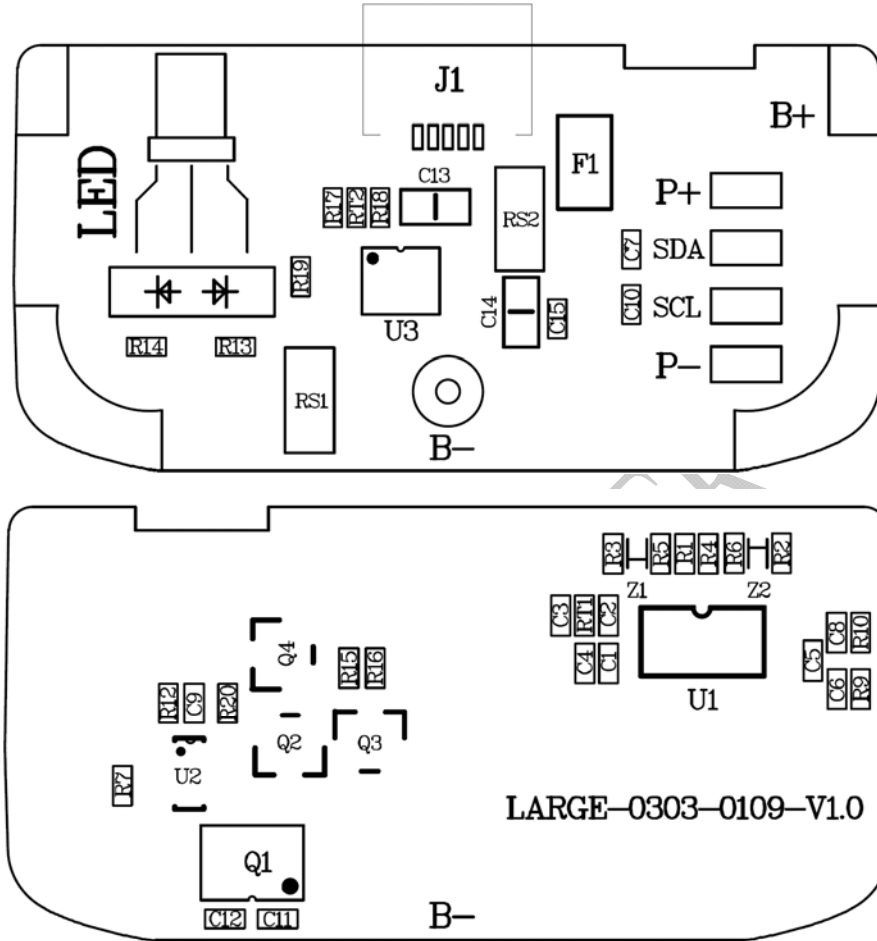 J1
B+
LED
F1
C13
P+
R17 RT2 R18
RS2
C7 SDA
R19
C10 SCL
U3
C14 C15
R14 R13
P-
RS1
B-
R3 R5 R1 R4 R6 R2
Z1 Z2
C3 RT1 C2
C8 R10
C4 C1
C5
Q4
R15 R16
C6 R9
U1
R12 C9 R20
Q2 Q3
U2
R7
LARGE-0303-0109-V1.0
Q1
C12 C11
B-